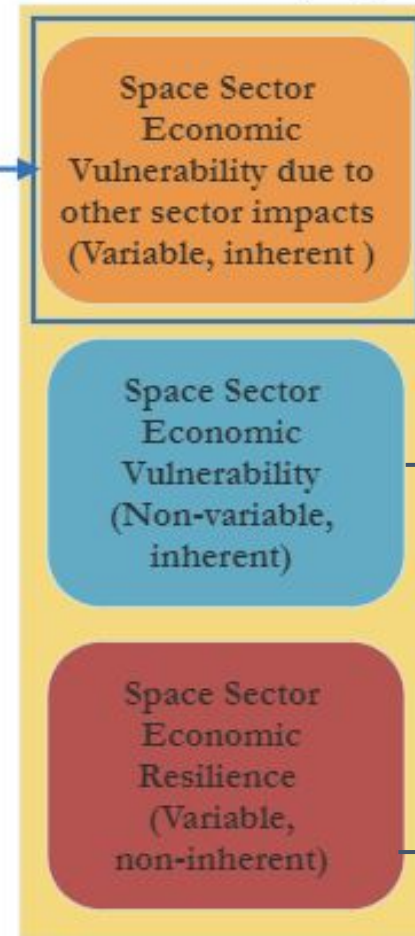 Space Sector
Economic
Vulnerability due to
other sector impacts
(Variable, inherent )
Space Sector
Economic
Vulnerability
(Non-variable,
inherent)
Space Sector
Economic
Resilience
(Variable,
non-inherent)